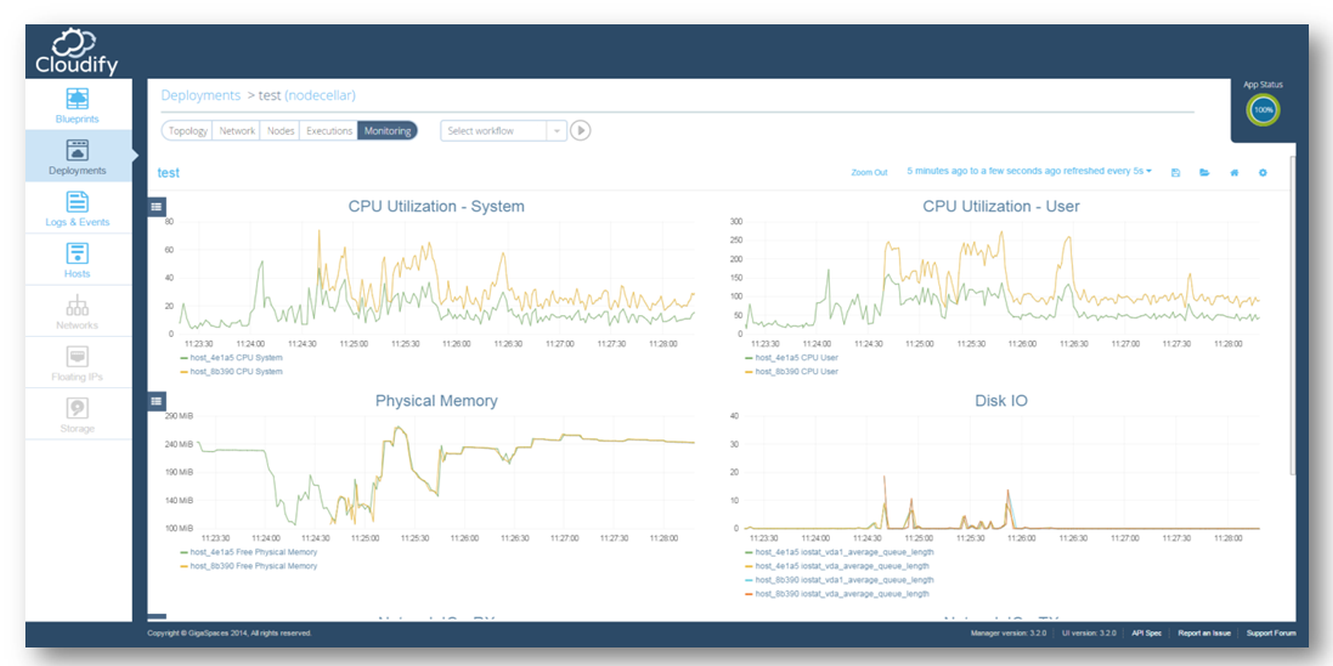 Cloudify
App Status
100%
Blueprints
Deployments
Logs & Events
Hosts
Networks
Floating IPs
Storage
Deployments > test (nodecellar)
Topology Network Nodes Executions Monitoring Select workflow
test Zoom Out 5 minutes ago to a few seconds ago refreshed every 5s
CPU Utilization - System
80
60
40
20
0
11:23:30 11:24:00 11:24:30 11:25:00 11:25:30 11:26:00 11:26:30 11:27:00 11:27:30 11:28:00
host_4e1a5 CPU System
host_8b390 CPU System
CPU Utilization - User
300
250
200
150
100
50
0
11:23:30 11:24:00 11:24:30 11:25:00 11:25:30 11:26:00 11:26:30 11:27:00 11:27:30 11:28:00
host_4e1a5 CPU User
host_8b390 CPU User
Physical Memory
290 MiB
240 MiB
190 MiB
140 MiB
100 MiB
11:23:30 11:24:00 11:24:30 11:25:00 11:25:30 11:26:00 11:26:30 11:27:00 11:27:30 11:28:00
host_4e1a5 Free Physical Memory
host_8b390 Free Physical Memory
Disk IO
40
30
20
10
0
11:23:30 11:24:00 11:24:30 11:25:00 11:25:30 11:26:00 11:26:30 11:27:00 11:27:30 11:28:00
host_4e1a5 iostat_vda1_average_queue_length
host_4e1a5 iostat_vda_average_queue_length
host_8b390 iostat_vda1_average_queue_length
host_8b390 iostat_vda_average_queue_length
Copyright © GigaSpaces 2014, All rights reserved. Manager version: 3.2.0 UI version: 3.2.0 API Spec Report an Issue Support Forum